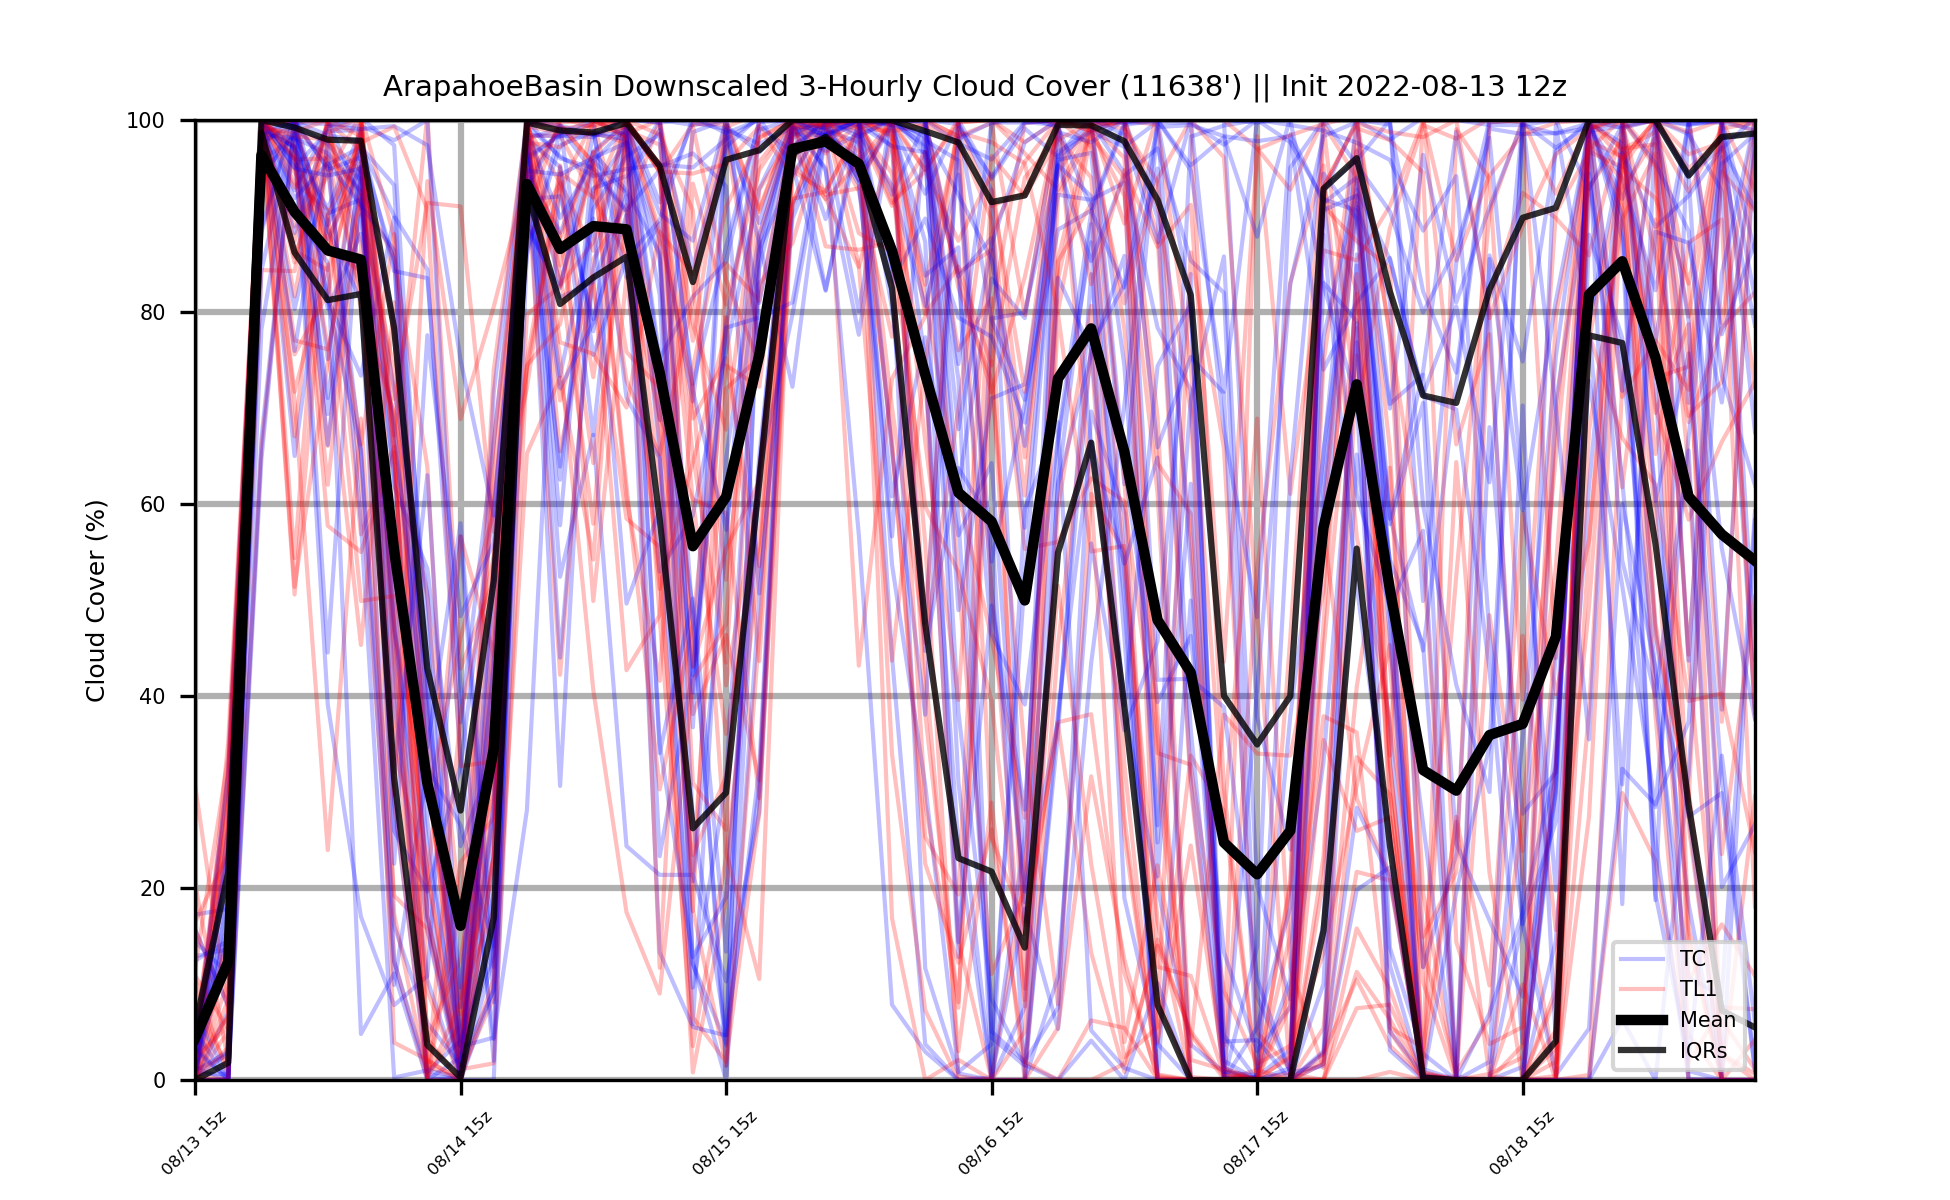 ArapahoeBasin Downscaled 3-Hourly Cloud Cover (11638') || Init 2022-08-13 12z
Cloud Cover (%)
100
80
60
40
20
0
TC
TL1
Mean
IQRs
08/13 15z
08/14 15z
08/15 15z
08/16 15z
08/17 15z
08/18 15z